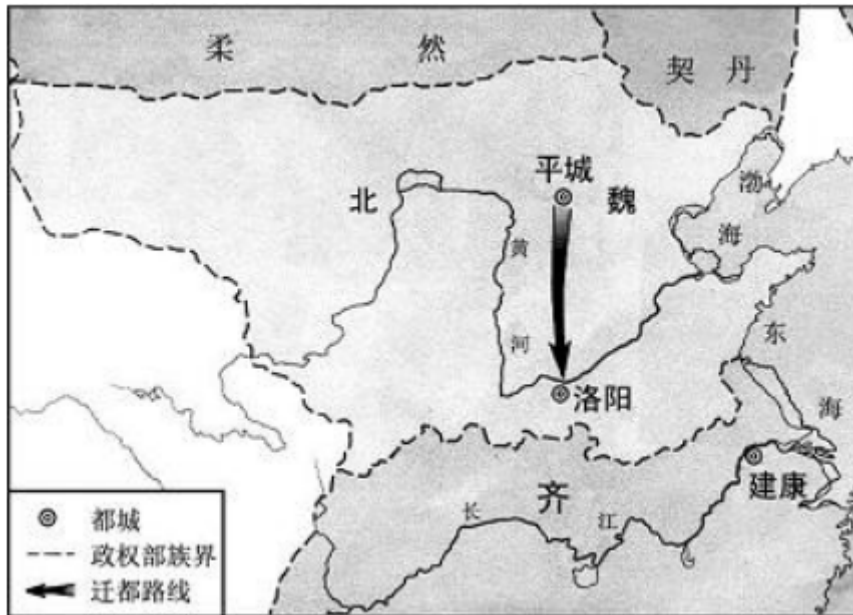 柔 然
契 丹
平城
北 魏
渤
海
黄
河
东
海
洛阳
建康
齐
长 江
都城
政权部族界
迁都路线